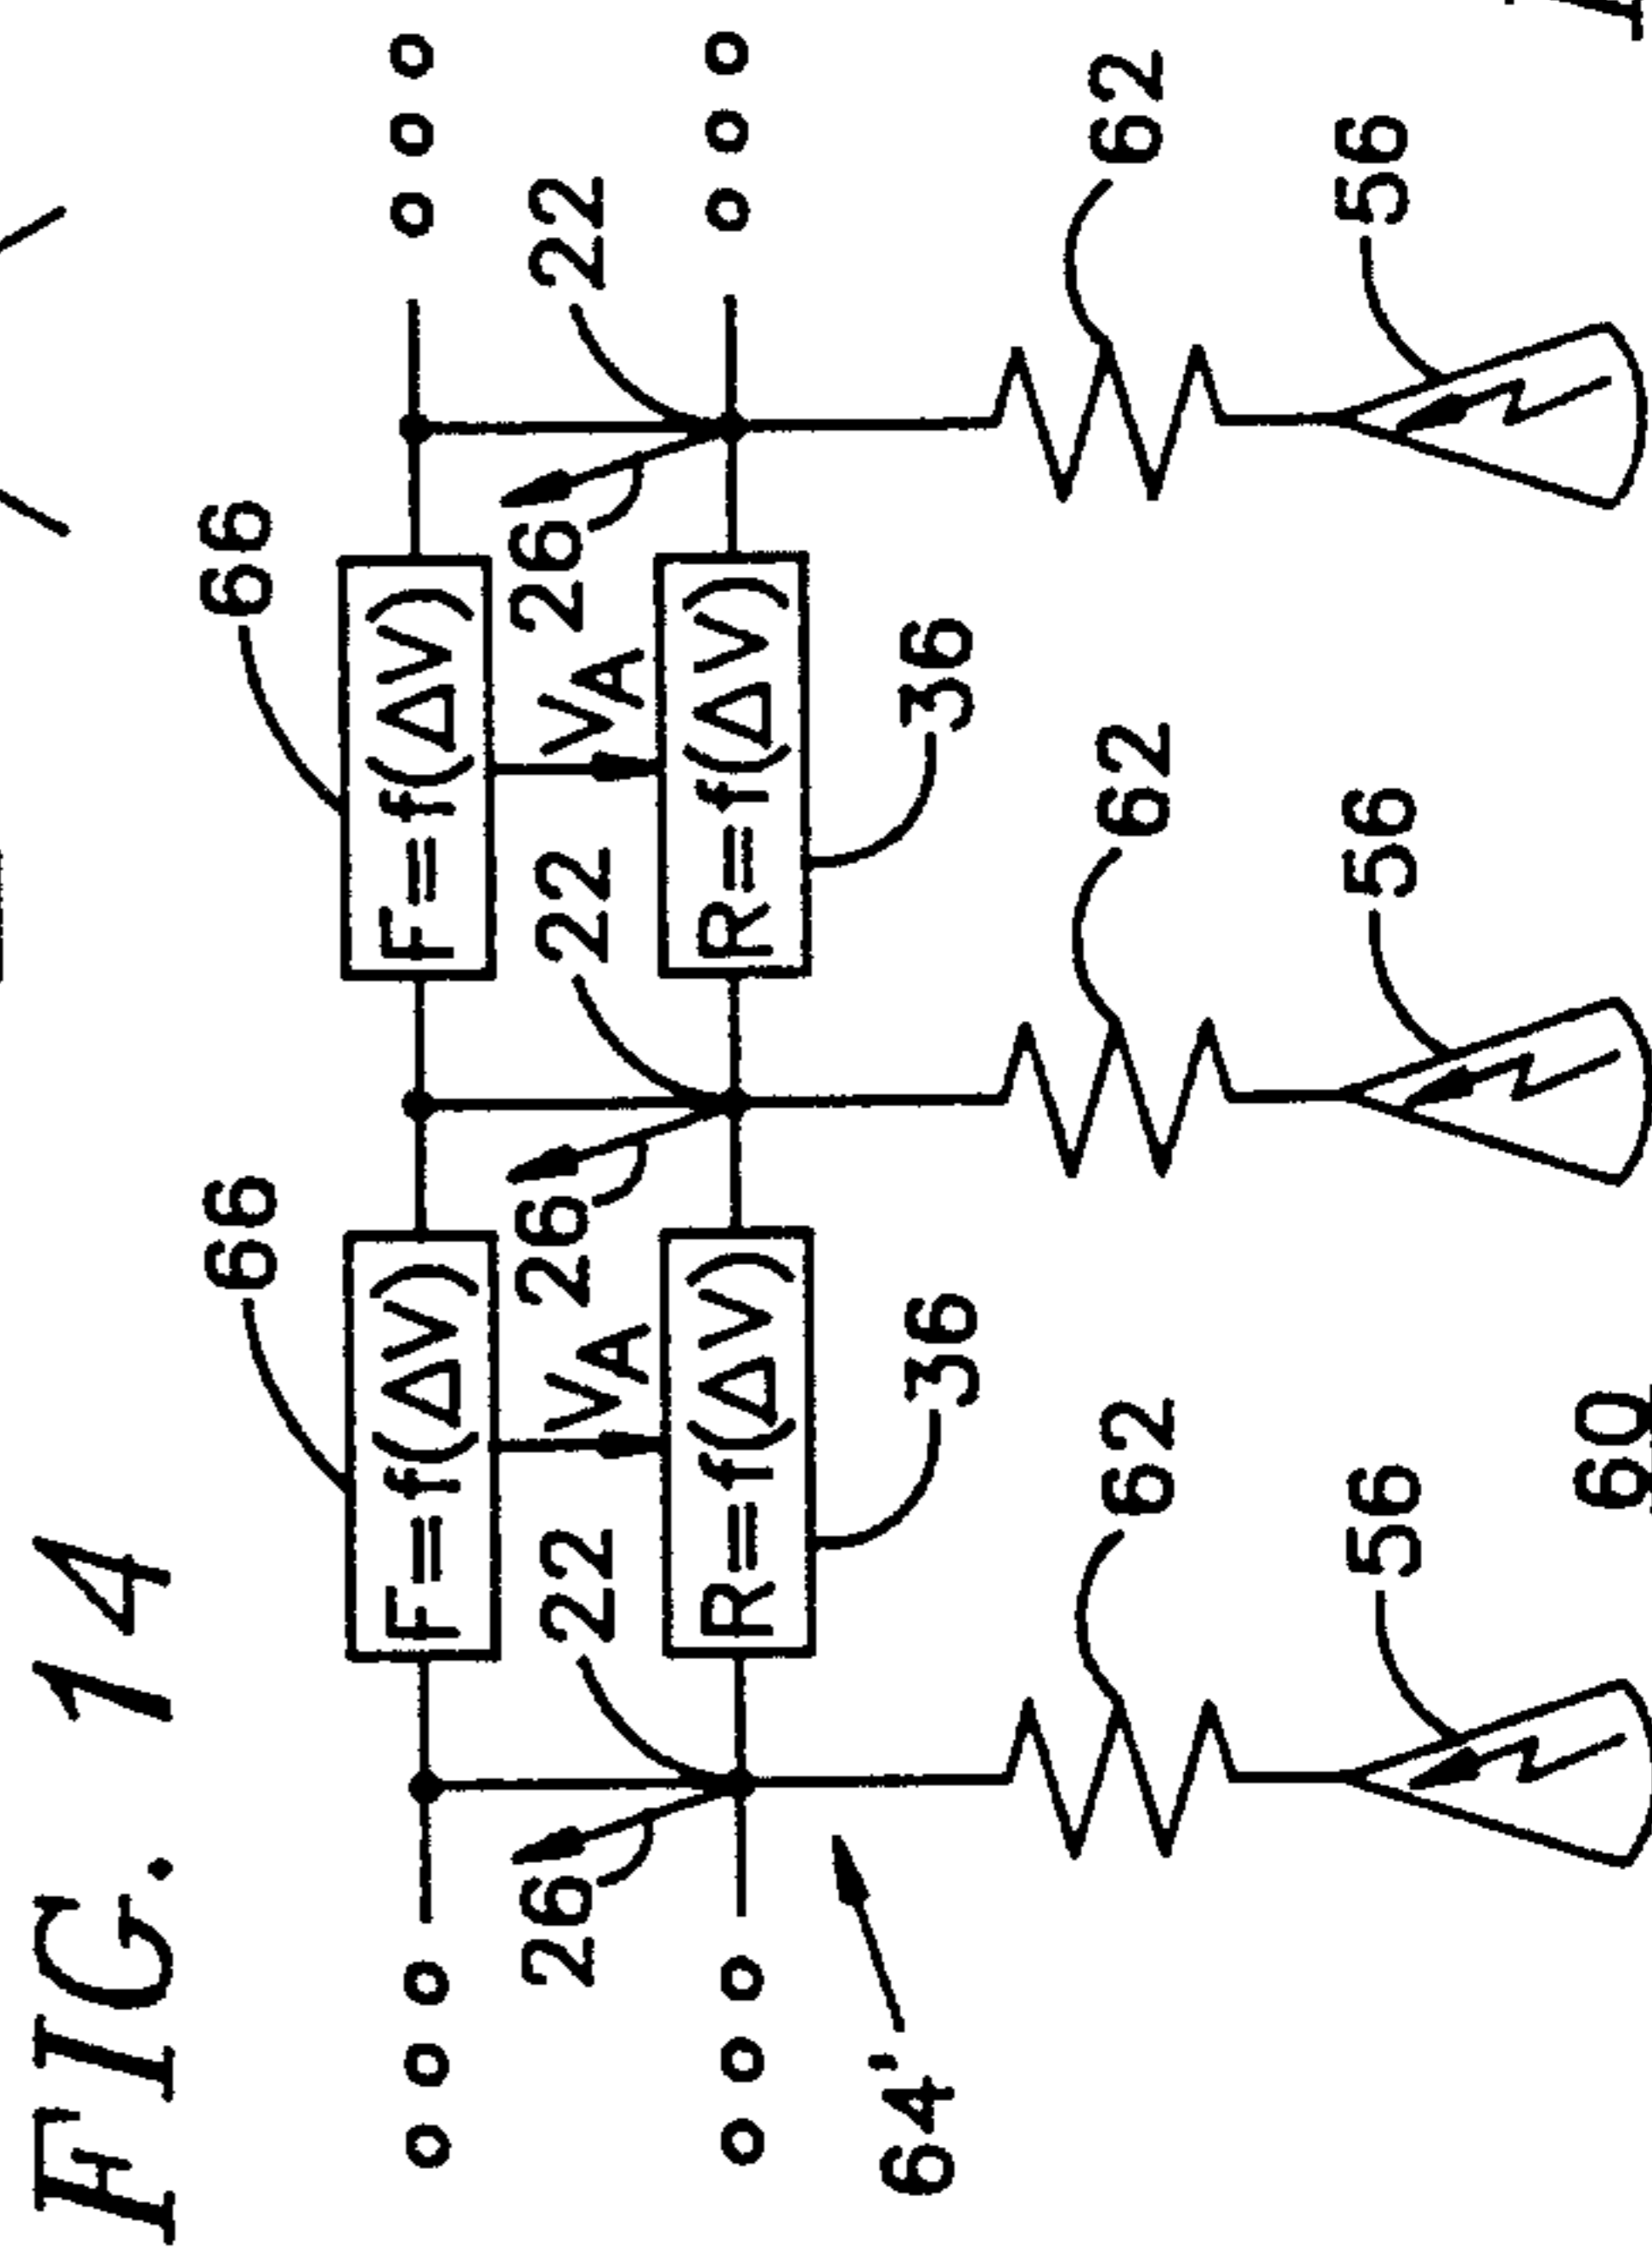 FIG. 14
66 66
F=f(ΔV) F=f(ΔV)
26 22 VA 26 22 VA 26 22
R=f(ΔV) R=f(ΔV)
64' 36 36
62 62 62
56 56 56
60